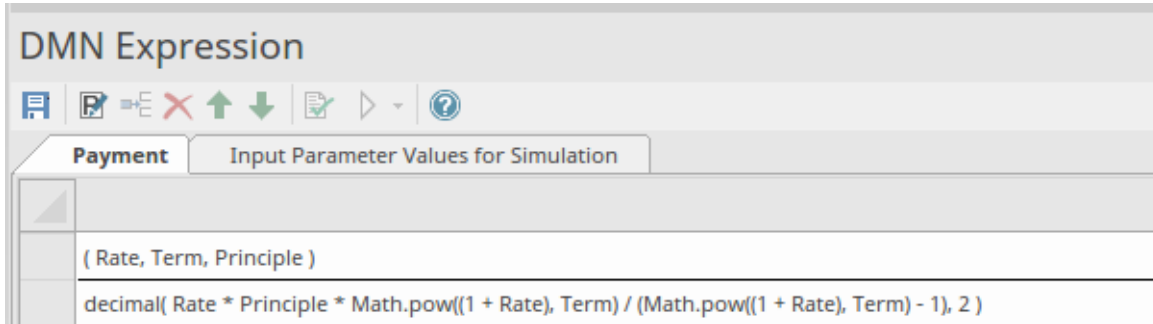 DMN Expression
Payment Input Parameter Values for Simulation
( Rate, Term, Principle )
decimal( Rate * Principle * Math.pow((1 + Rate), Term) / (Math.pow((1 + Rate), Term) - 1), 2 )